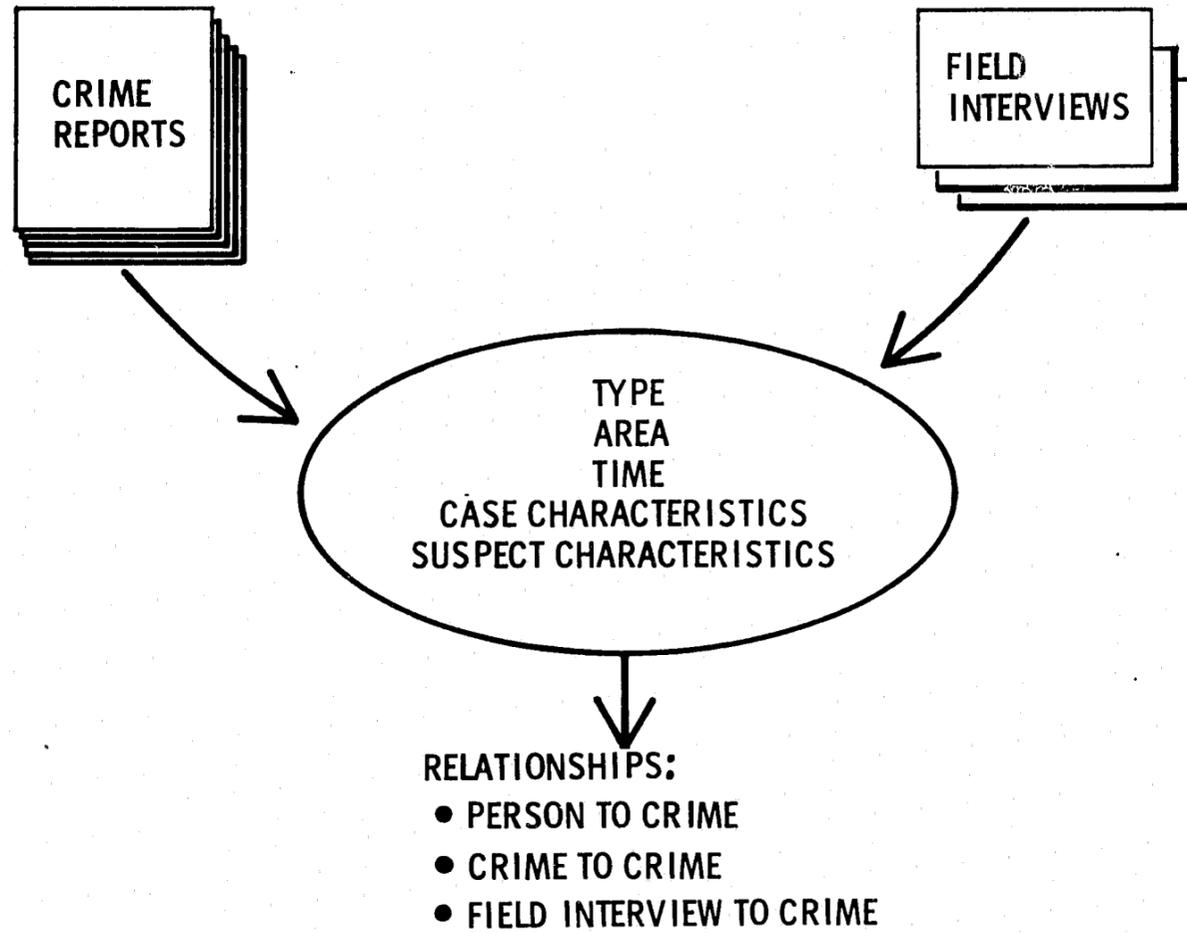 CRIME
REPORTS
FIELD
INTERVIEWS
TYPE
AREA
TIME
CASE CHARACTERISTICS
SUSPECT CHARACTERISTICS
RELATIONSHIPS:
● PERSON TO CRIME
● CRIME TO CRIME
● FIELD INTERVIEW TO CRIME